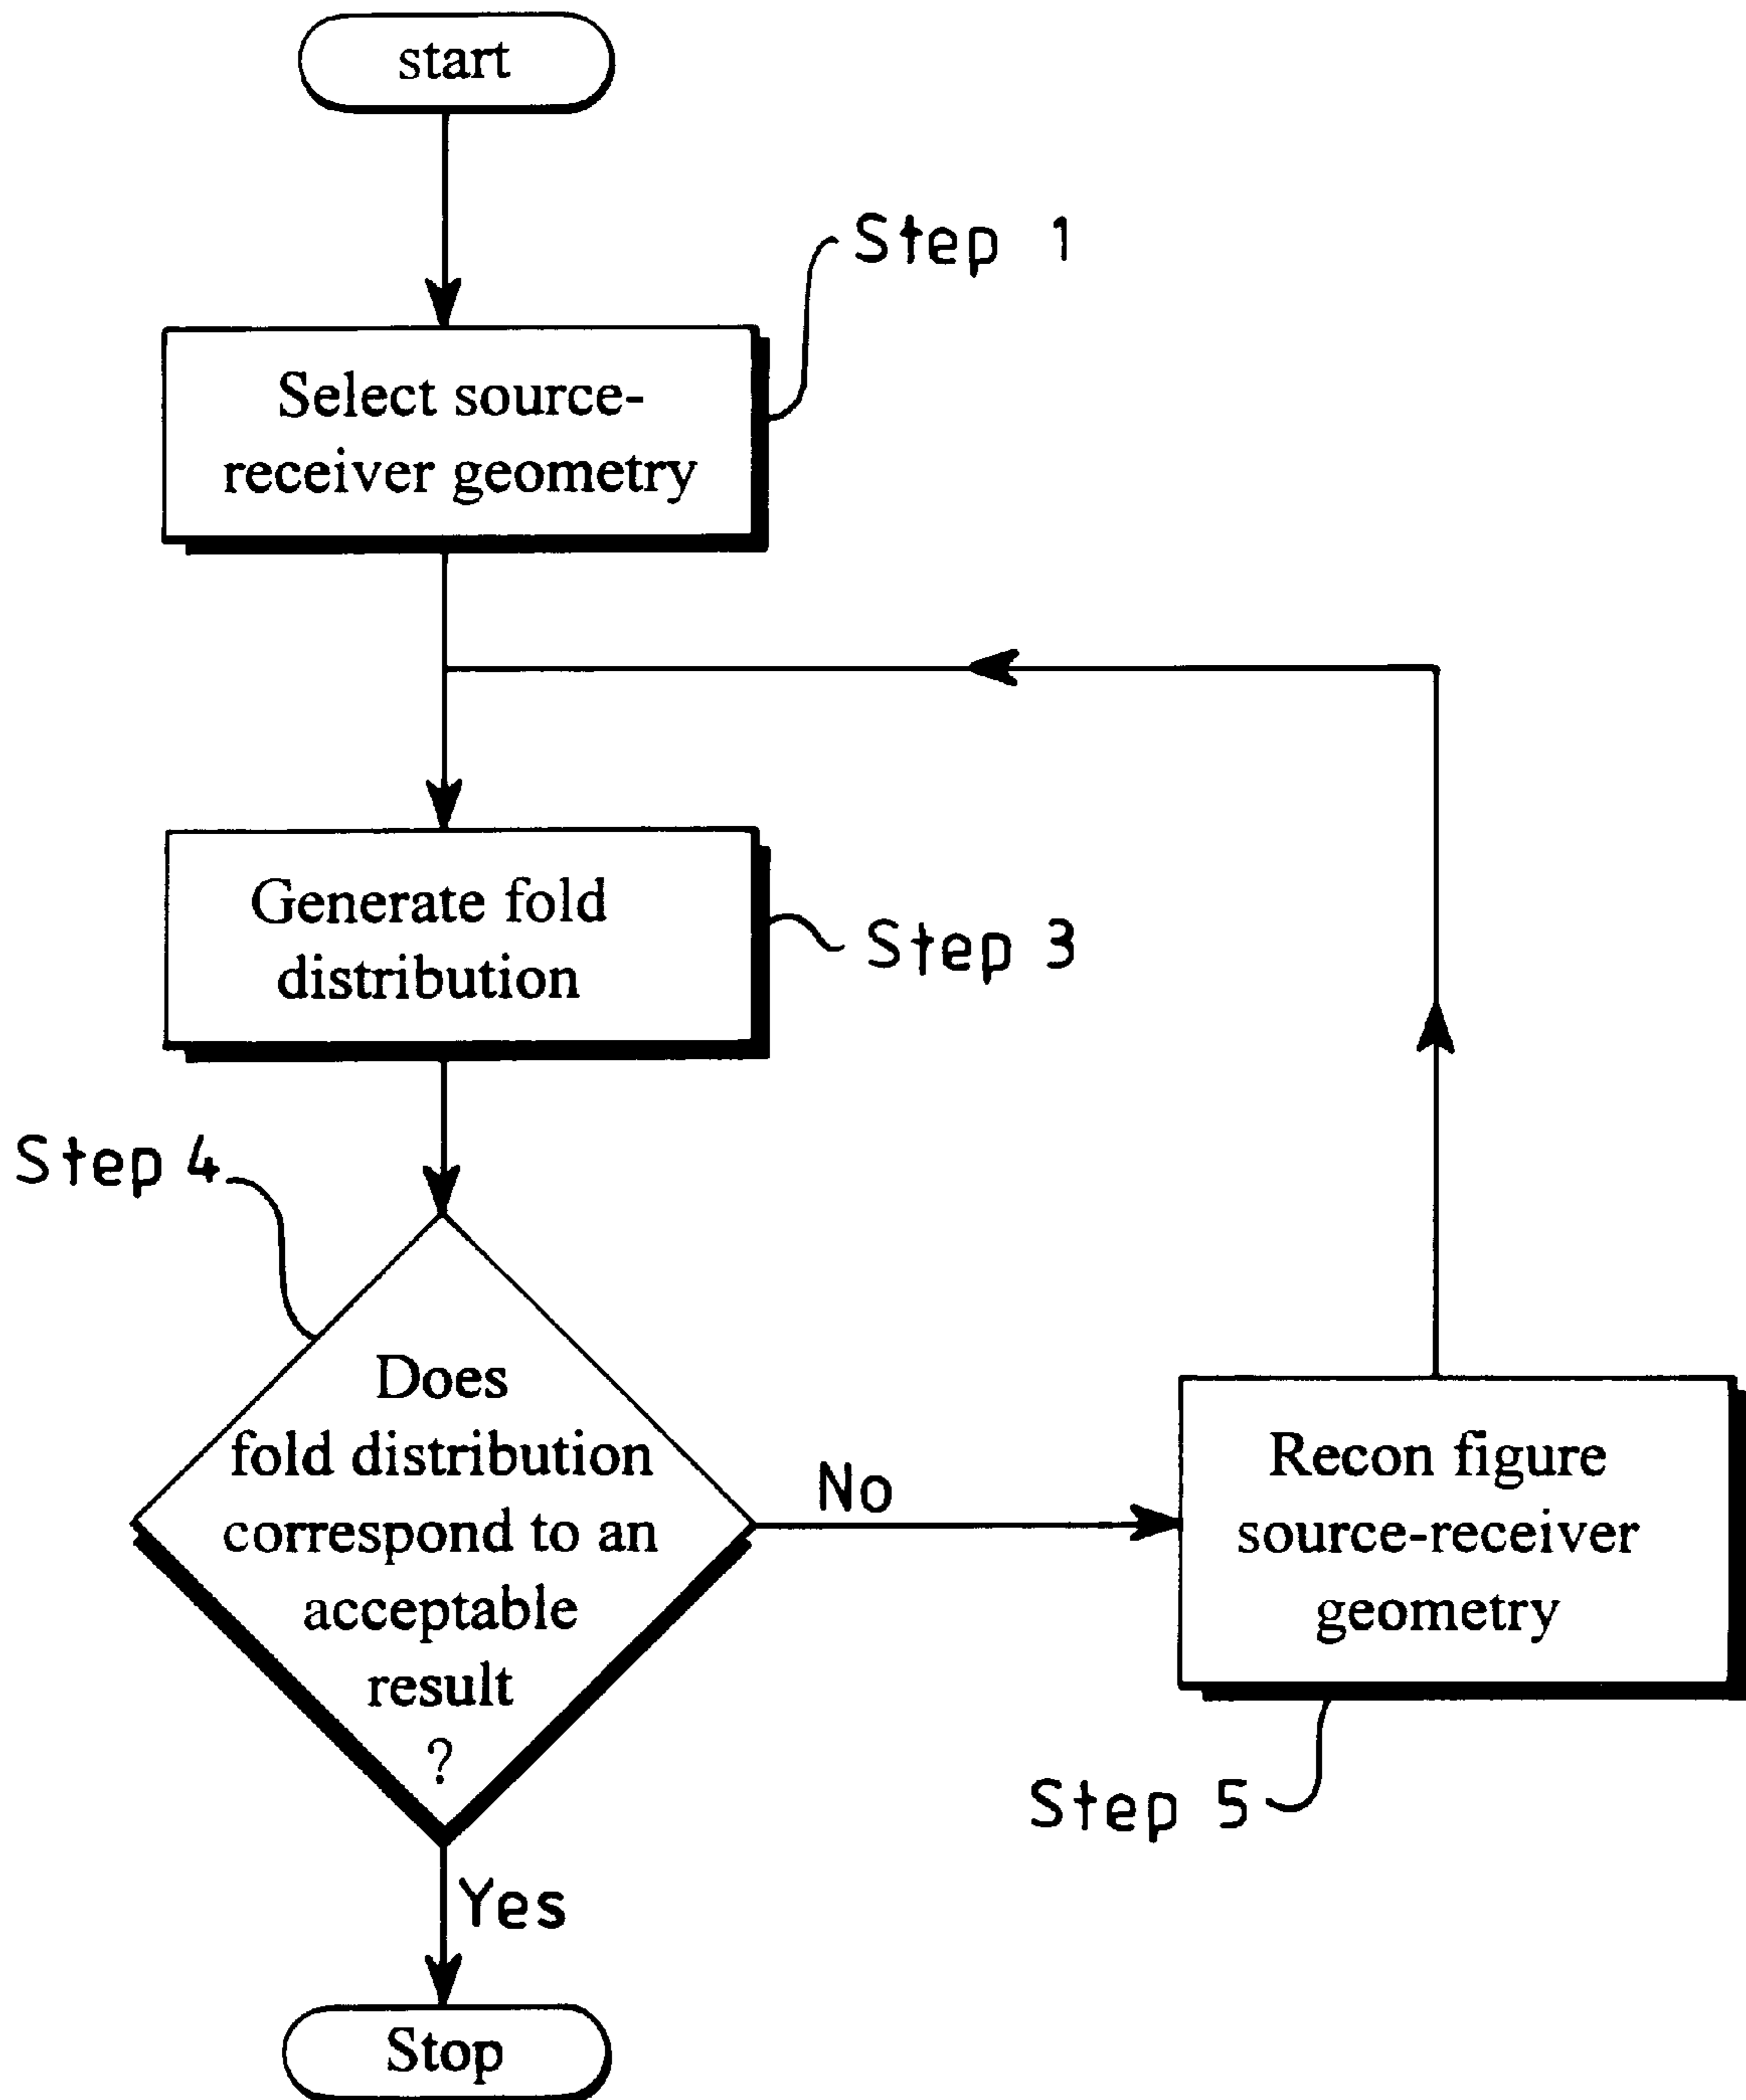 start
Step 1
Select source-
receiver geometry
Generate fold
distribution
Step 3
Step 4
Does
fold distribution
correspond to an
acceptable
result
?
No
Recon figure
source-receiver
geometry
Step 5
Yes
Stop